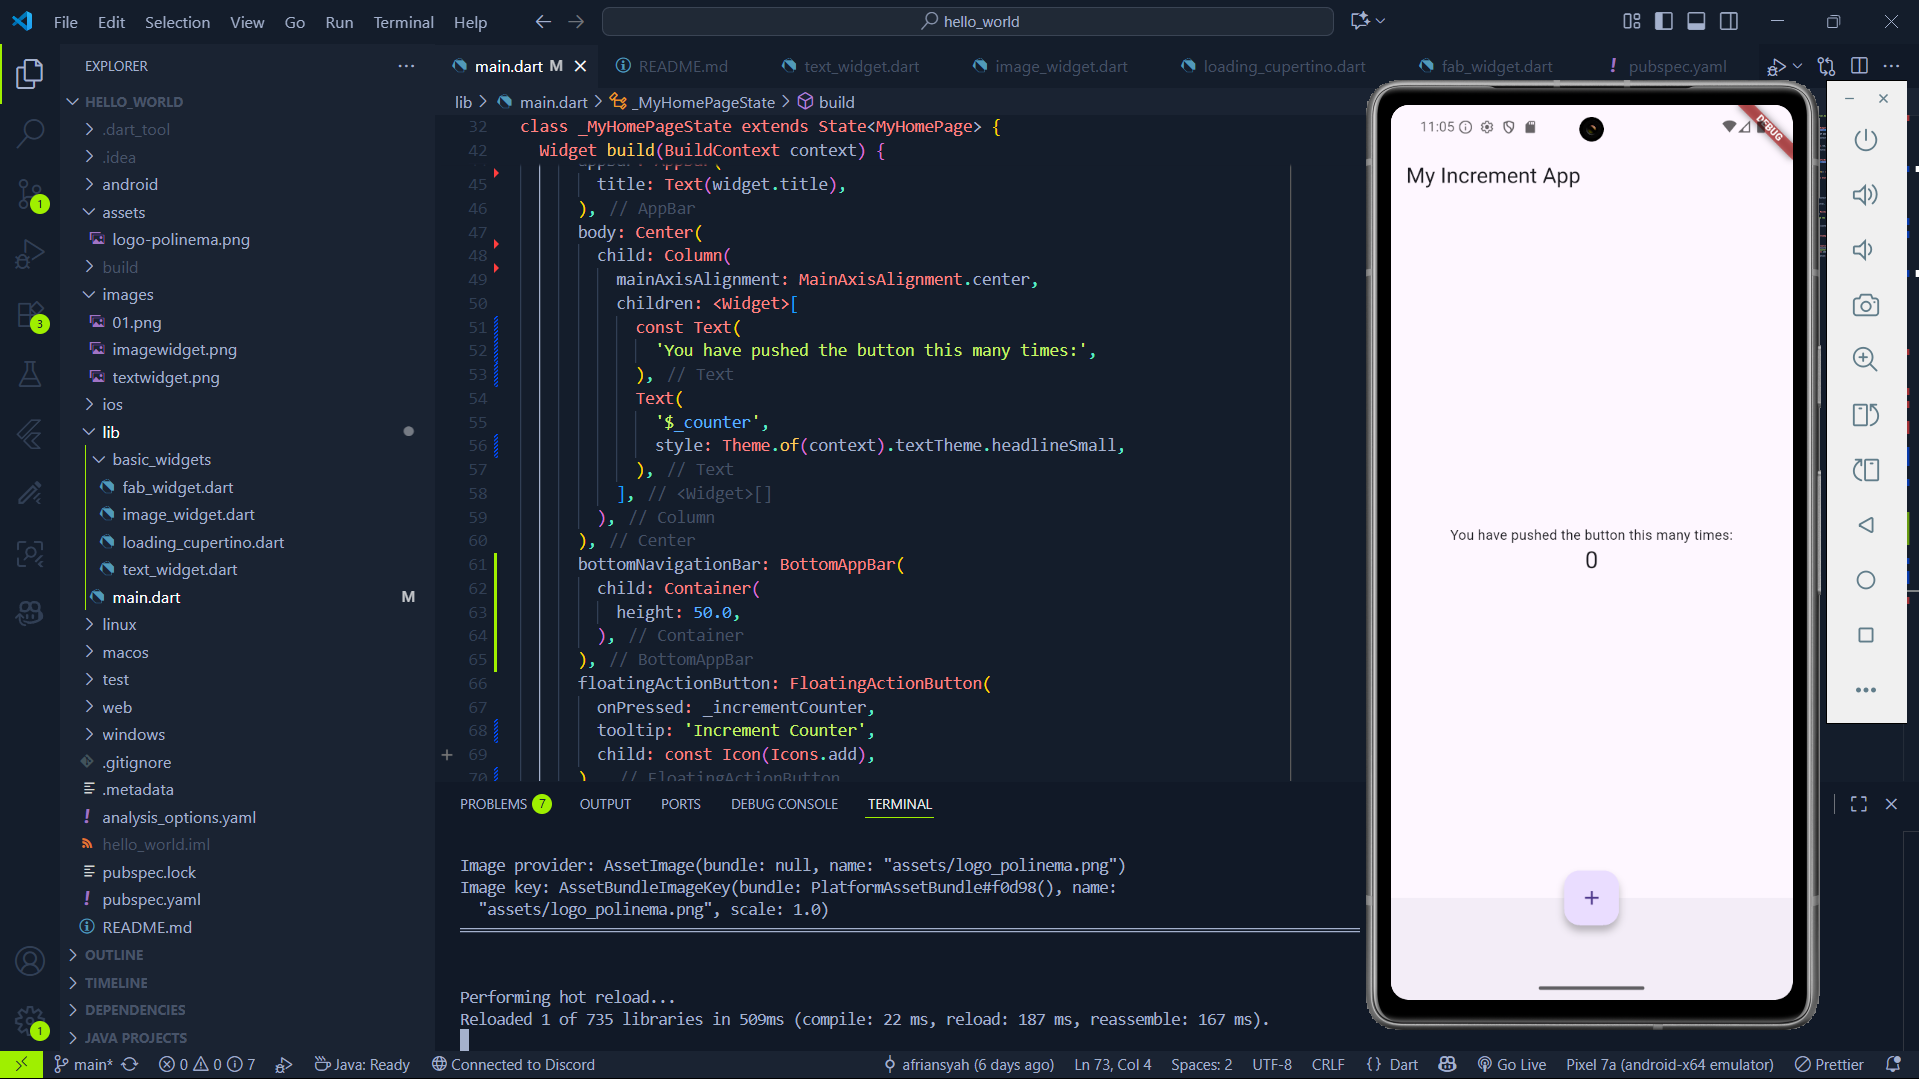 File Edit Selection View Go Run Terminal Help
hello_world
EXPLORER
HELLO_WORLD
.dart_tool
.idea
android
assets
logo-polinema.png
build
images
01.png
imagewidget.png
textwidget.png
ios
lib
basic_widgets
fab_widget.dart
image_widget.dart
loading_cupertino.dart
text_widget.dart
main.dart M
linux
macos
test
web
windows
.gitignore
.metadata
analysis_options.yaml
hello_world.iml
pubspec.lock
pubspec.yaml
README.md
OUTLINE
TIMELINE
DEPENDENCIES
JAVA PROJECTS
1
3
1
main.dart M README.md text_widget.dart image_widget.dart loading_cupertino.dart fab_widget.dart pubspec.yaml
lib > main.dart > _MyHomePageState > build
32 class _MyHomePageState extends State<MyHomePage> {
42 Widget build(BuildContext context) {
45 title: Text(widget.title),
46 ), // AppBar
47 body: Center(
48 child: Column(
49 mainAxisAlignment: MainAxisAlignment.center,
50 children: <Widget>[
51 const Text(
52 'You have pushed the button this many times:',
53 ), // Text
54 Text(
55 '$_counter',
56 style: Theme.of(context).textTheme.headlineSmall,
57 ), // Text
58 ], // <Widget>[]
59 ), // Column
60 ), // Center
61 bottomNavigationBar: BottomAppBar(
62 child: Container(
63 height: 50.0,
64 ), // Container
65 ), // BottomAppBar
66 floatingActionButton: FloatingActionButton(
67 onPressed: _incrementCounter,
68 tooltip: 'Increment Counter',
69 child: const Icon(Icons.add),
70 ), // FloatingActionButton
PROBLEMS 7 OUTPUT PORTS DEBUG CONSOLE TERMINAL
Image provider: AssetImage(bundle: null, name: "assets/logo_polinema.png")
Image key: AssetBundleImageKey(bundle: PlatformAssetBundle#f0d98(), name:
"assets/logo_polinema.png", scale: 1.0)
Performing hot reload...
Reloaded 1 of 735 libraries in 509ms (compile: 22 ms, reload: 187 ms, reassemble: 167 ms).
11:05
DEBUG
My Increment App
You have pushed the button this many times:
0
+
main* 0 0 7 Java: Ready Connected to Discord afriansyah (6 days ago) Ln 73, Col 4 Spaces: 2 UTF-8 CRLF {} Dart Go Live Pixel 7a (android-x64 emulator) Prettier